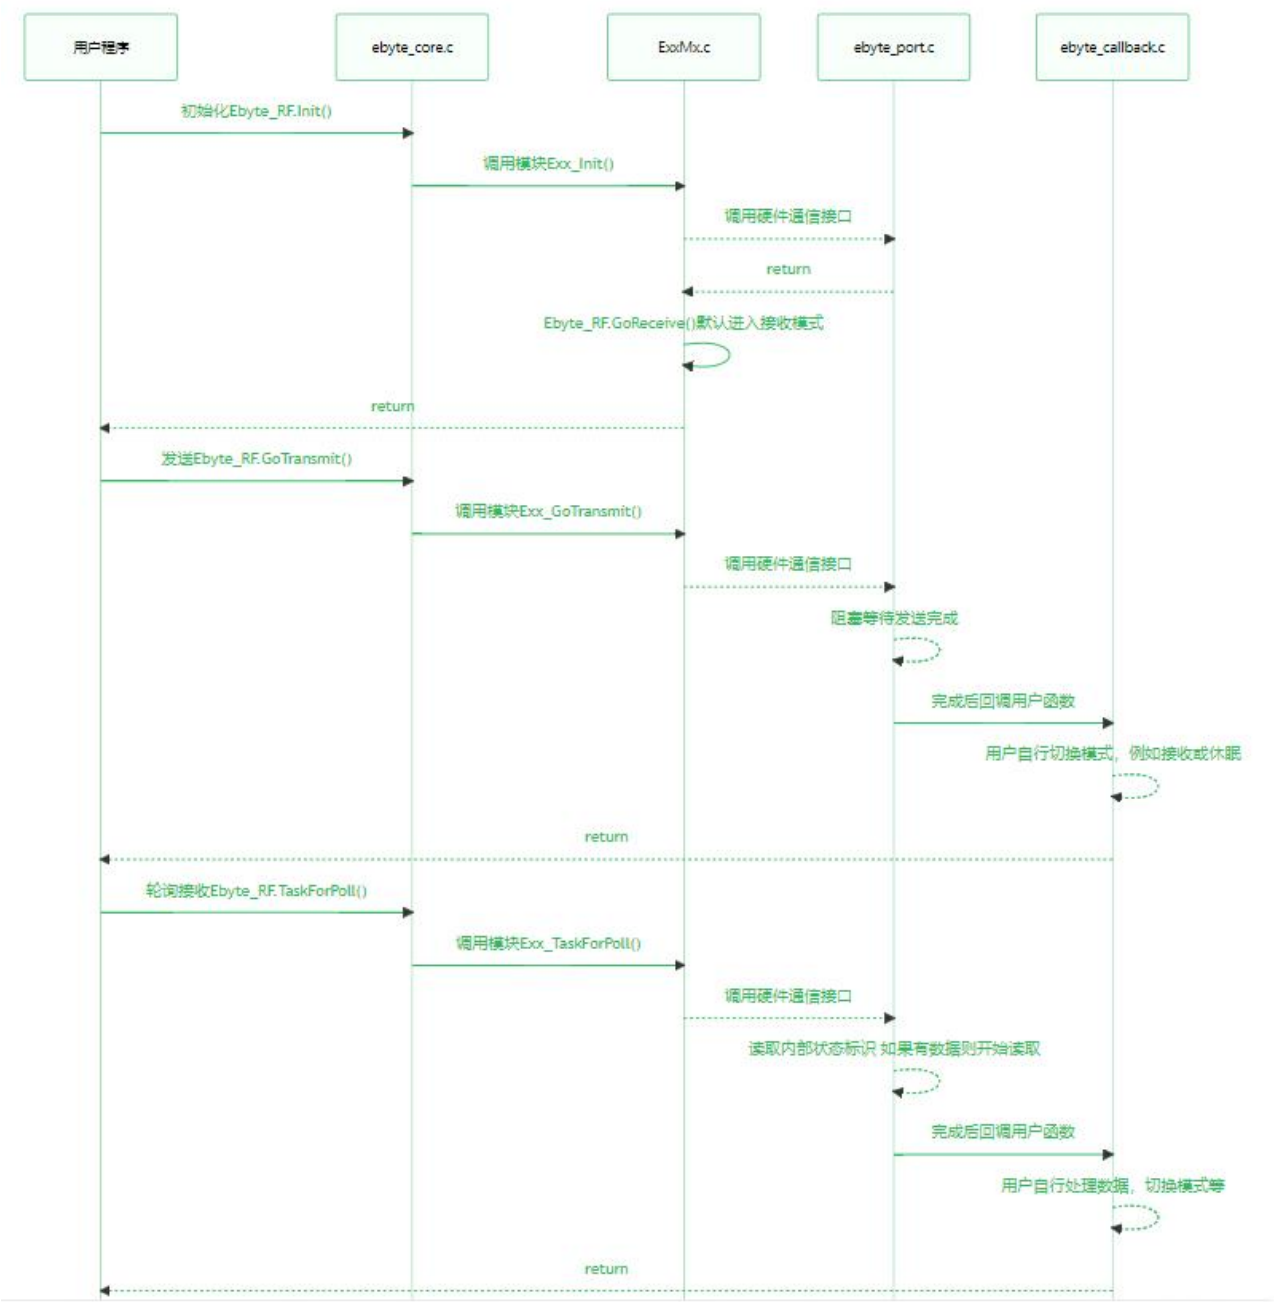 用户程序
ebyte_core.c
ExxMx.c
ebyte_port.c
ebyte_callback.c
初始化Ebyte_RF.Init()
调用模块Exx_Init()
调用硬件通信接口
return
Ebyte_RF.GoReceive()默认进入接收模式
return
发送Ebyte_RF.GoTransmit()
调用模块Exx_GoTransmit()
调用硬件通信接口
阻塞等待发送完成
完成后回调用户函数
用户自行切换模式，例如接收或休眠
return
轮询接收Ebyte_RF.TaskForPoll()
调用模块Exx_TaskForPoll()
调用硬件通信接口
读取内部状态标识 如果有数据则开始读取
完成后回调用户函数
用户自行处理数据，切换模式等
return